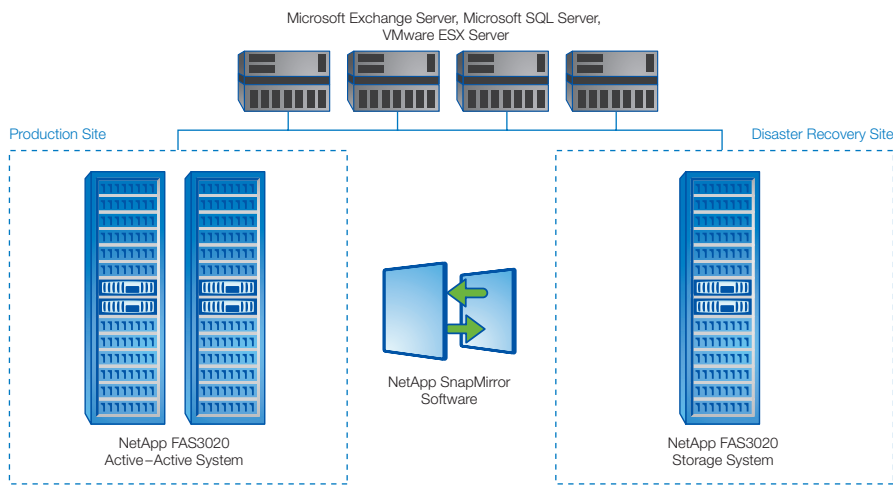 Microsoft Exchange Server, Microsoft SQL Server,
VMware ESX Server
Production Site
Disaster Recovery Site
NetApp SnapMirror
Software
NetApp FAS3020
Active–Active System
NetApp FAS3020
Storage System